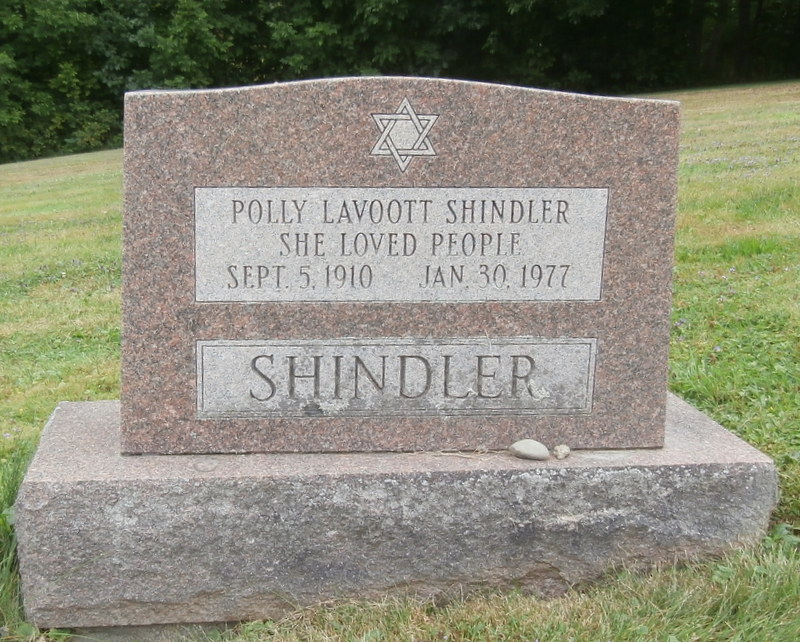 POLLY LAVOOTT SHINDLER
SHE LOVED PEOPLE
SEPT. 5, 1910 JAN. 30, 1977
SHINDLER